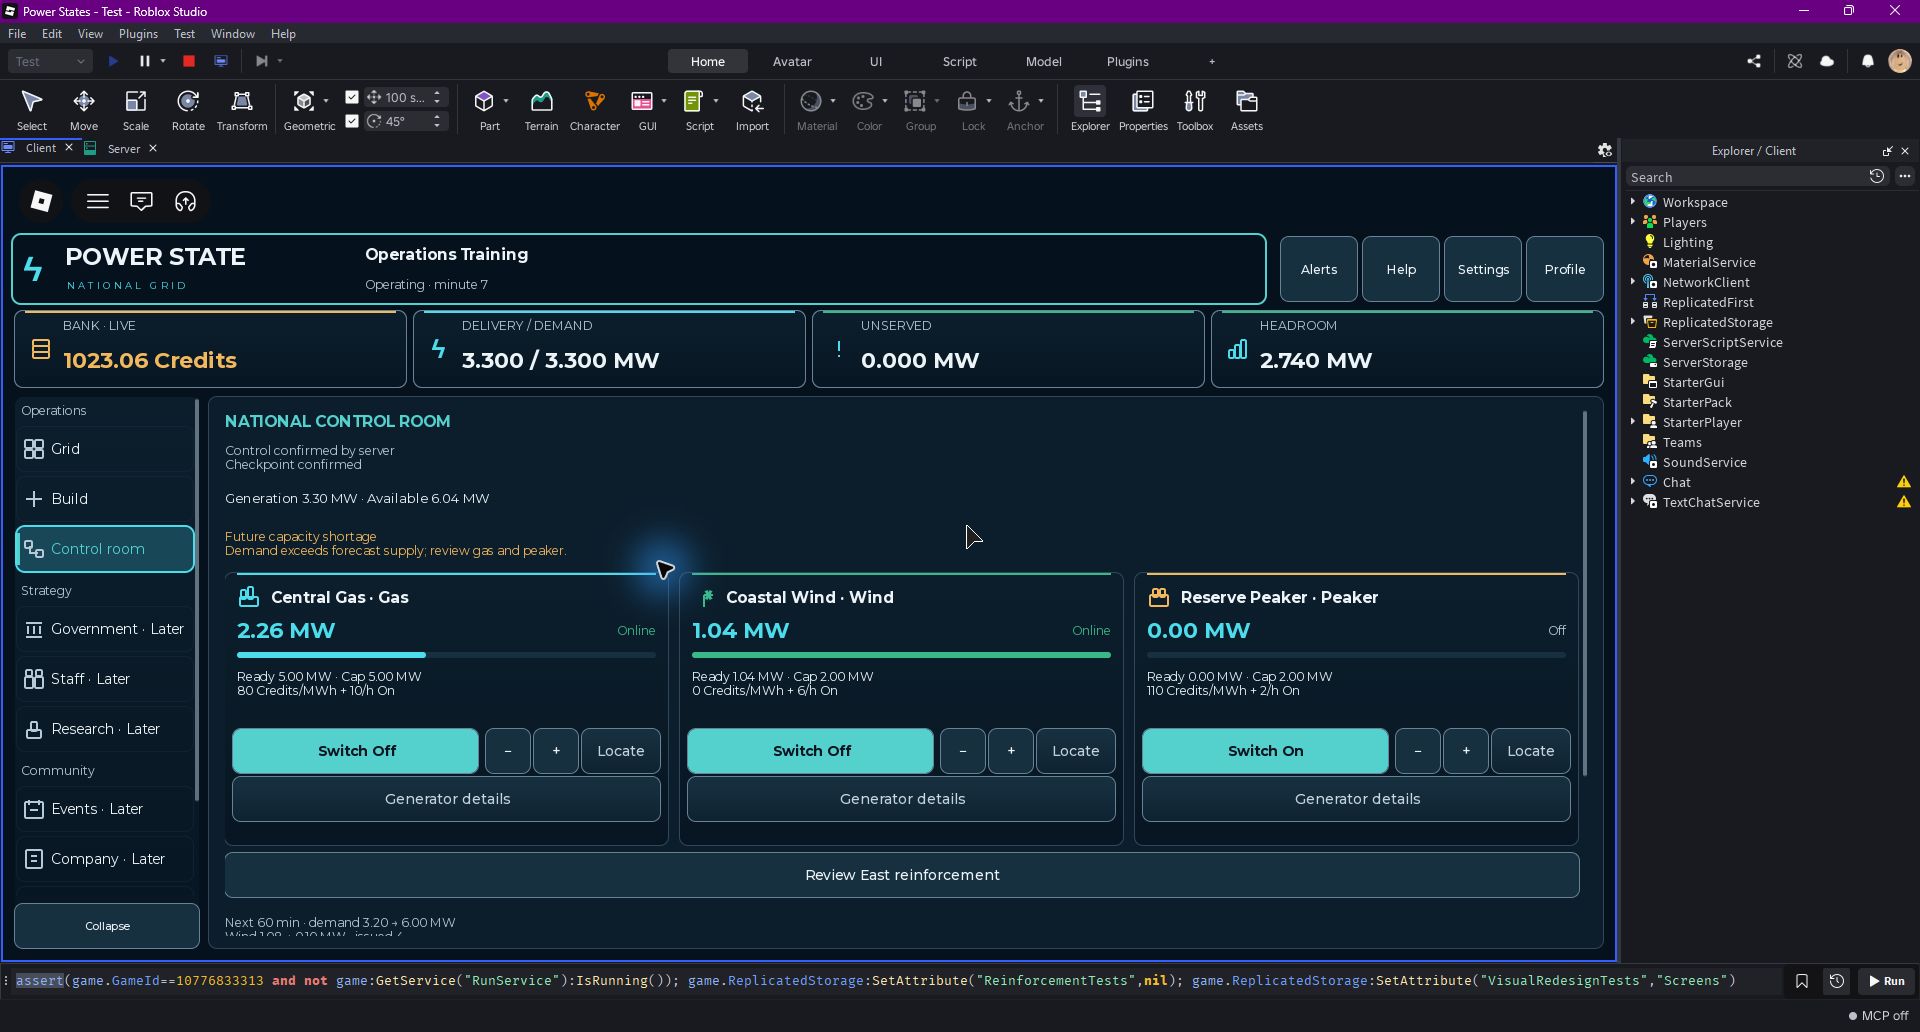 Power States - Test - Roblox Studio
File Edit View Plugins Test Window Help
Test
Home Avatar UI Script Model Plugins +
100 s...
45°
Select Move Scale Rotate Transform Geometric Part Terrain Character GUI Script Import Material Color Group Lock Anchor Explorer Properties Toolbox Assets
Client Server
Explorer / Client
Search
Workspace
Players
Lighting
MaterialService
NetworkClient
ReplicatedFirst
ReplicatedStorage
ServerScriptService
ServerStorage
StarterGui
StarterPack
StarterPlayer
Teams
SoundService
Chat
TextChatService
POWER STATE
NATIONAL GRID
Operations Training
Operating · minute 7
Alerts Help Settings Profile
BANK · LIVE
1023.06 Credits
DELIVERY / DEMAND
3.300 / 3.300 MW
UNSERVED
0.000 MW
HEADROOM
2.740 MW
Operations
Grid
Build
Control room
Strategy
Government · Later
Staff · Later
Research · Later
Community
Events · Later
Company · Later
Collapse
NATIONAL CONTROL ROOM
Control confirmed by server
Checkpoint confirmed
Generation 3.30 MW · Available 6.04 MW
Future capacity shortage
Demand exceeds forecast supply; review gas and peaker.
Central Gas · Gas
2.26 MW
Online
Ready 5.00 MW · Cap 5.00 MW
80 Credits/MWh + 10/h On
Switch Off - + Locate
Generator details
Coastal Wind · Wind
1.04 MW
Online
Ready 1.04 MW · Cap 2.00 MW
0 Credits/MWh + 6/h On
Switch Off - + Locate
Generator details
Reserve Peaker · Peaker
0.00 MW
Off
Ready 0.00 MW · Cap 2.00 MW
110 Credits/MWh + 2/h On
Switch On - + Locate
Generator details
Review East reinforcement
Next 60 min · demand 3.20 → 6.00 MW
assert(game.GameId==10776833313 and not game:GetService("RunService"):IsRunning()); game.ReplicatedStorage:SetAttribute("ReinforcementTests",nil); game.ReplicatedStorage:SetAttribute("VisualRedesignTests","Screens")
Run
MCP off